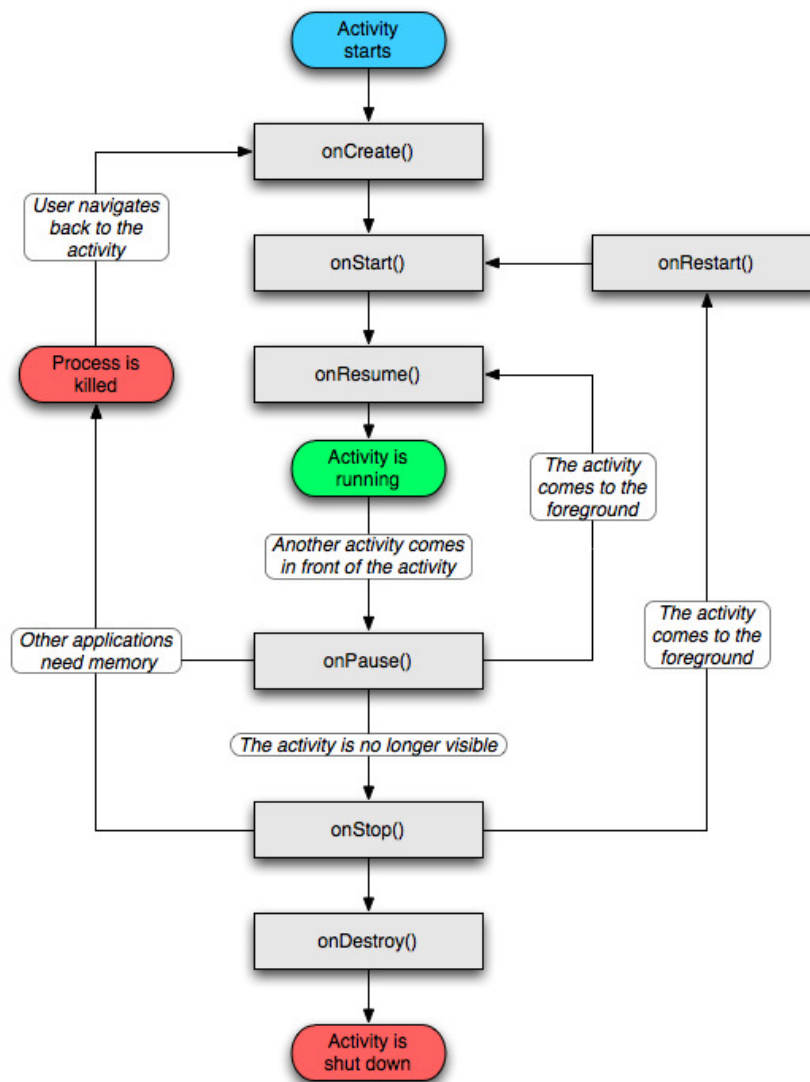 Activity
starts
onCreate()
User navigates
back to the
activity
onStart()
onRestart()
Process is
killed
onResume()
Activity is
running
The activity
comes to the
foreground
Another activity comes
in front of the activity
The activity
comes to the
foreground
Other applications
need memory
onPause()
The activity is no longer visible
onStop()
onDestroy()
Activity is
shut down